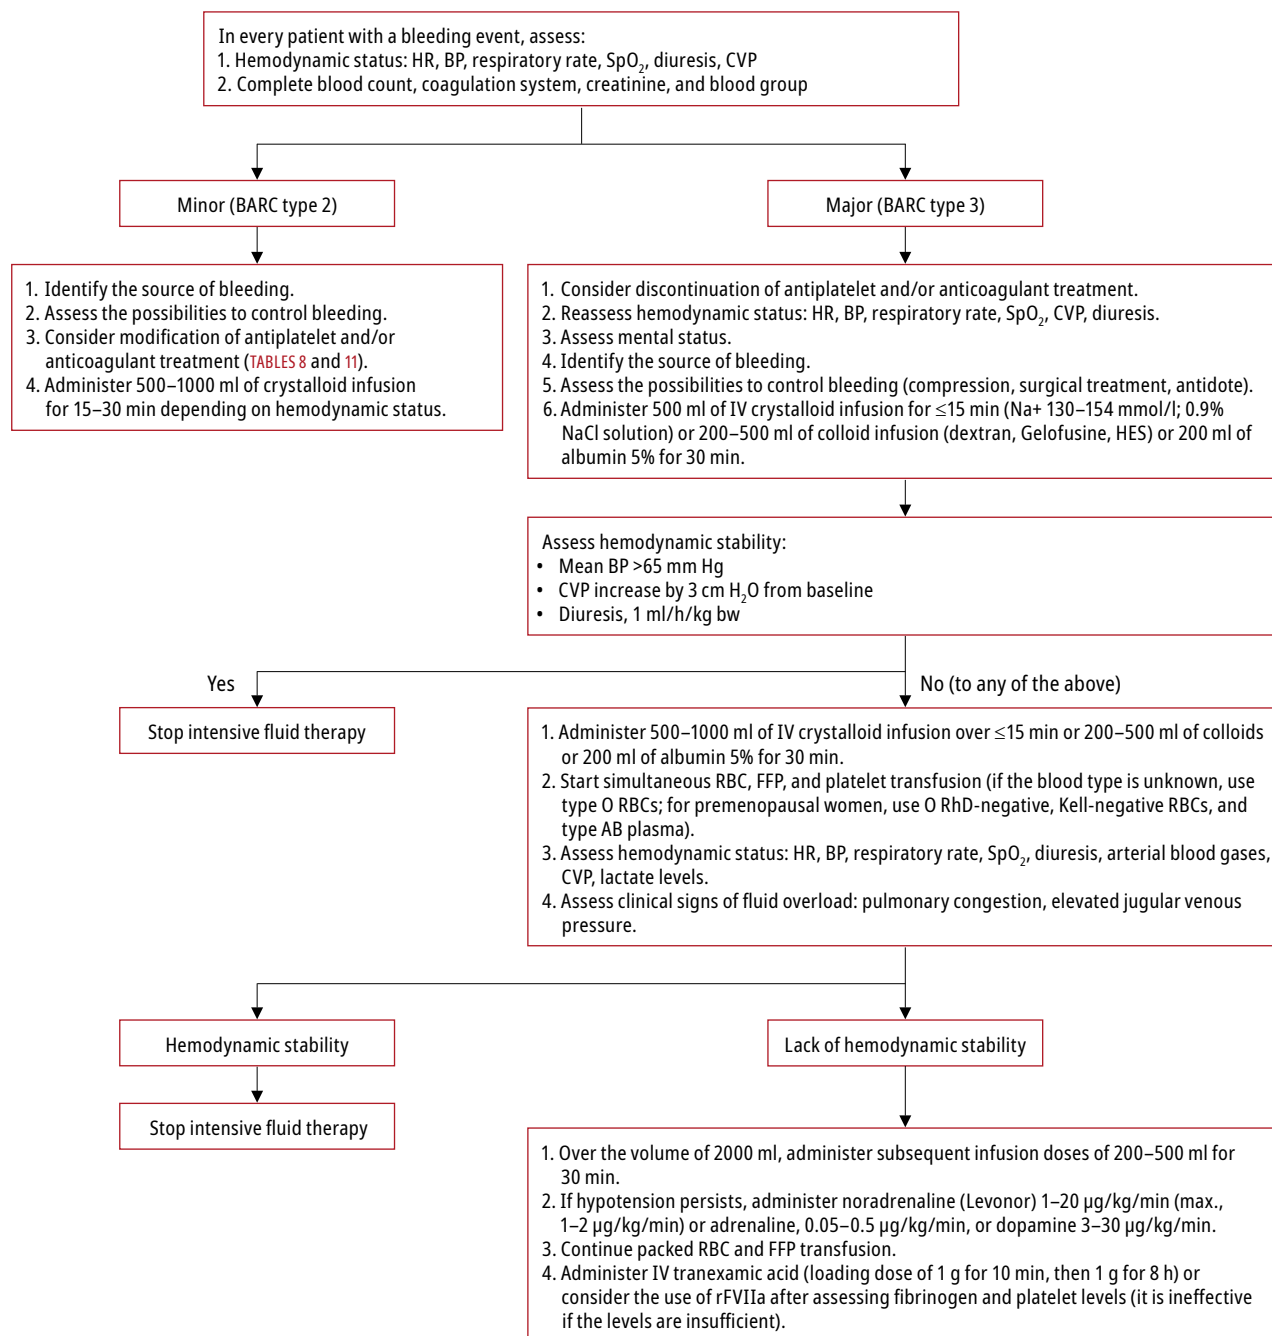 In every patient with a bleeding event, assess:
1. Hemodynamic status: HR, BP, respiratory rate, SpO₂, diuresis, CVP
2. Complete blood count, coagulation system, creatinine, and blood group
Minor (BARC type 2)
Major (BARC type 3)
1. Identify the source of bleeding.
2. Assess the possibilities to control bleeding.
3. Consider modification of antiplatelet and/or
anticoagulant treatment (TABLES 8 and 11).
4. Administer 500–1000 ml of crystalloid infusion
for 15–30 min depending on hemodynamic status.
1. Consider discontinuation of antiplatelet and/or anticoagulant treatment.
2. Reassess hemodynamic status: HR, BP, respiratory rate, SpO₂, CVP, diuresis.
3. Assess mental status.
4. Identify the source of bleeding.
5. Assess the possibilities to control bleeding (compression, surgical treatment, antidote).
6. Administer 500 ml of IV crystalloid infusion for ≤15 min (Na+ 130–154 mmol/l; 0.9%
NaCl solution) or 200–500 ml of colloid infusion (dextran, Gelofusine, HES) or 200 ml of
albumin 5% for 30 min.
Assess hemodynamic stability:
• Mean BP >65 mm Hg
• CVP increase by 3 cm H₂O from baseline
• Diuresis, 1 ml/h/kg bw
Yes
No (to any of the above)
Stop intensive fluid therapy
1. Administer 500–1000 ml of IV crystalloid infusion over ≤15 min or 200–500 ml of colloids
or 200 ml of albumin 5% for 30 min.
2. Start simultaneous RBC, FFP, and platelet transfusion (if the blood type is unknown, use
type O RBCs; for premenopausal women, use O RhD-negative, Kell-negative RBCs, and
type AB plasma).
3. Assess hemodynamic status: HR, BP, respiratory rate, SpO₂, diuresis, arterial blood gases,
CVP, lactate levels.
4. Assess clinical signs of fluid overload: pulmonary congestion, elevated jugular venous
pressure.
Hemodynamic stability
Lack of hemodynamic stability
Stop intensive fluid therapy
1. Over the volume of 2000 ml, administer subsequent infusion doses of 200–500 ml for
30 min.
2. If hypotension persists, administer noradrenaline (Levonor) 1–20 µg/kg/min (max.,
1–2 µg/kg/min) or adrenaline, 0.05–0.5 µg/kg/min, or dopamine 3–30 µg/kg/min.
3. Continue packed RBC and FFP transfusion.
4. Administer IV tranexamic acid (loading dose of 1 g for 10 min, then 1 g for 8 h) or
consider the use of rFVIIa after assessing fibrinogen and platelet levels (it is ineffective
if the levels are insufficient).